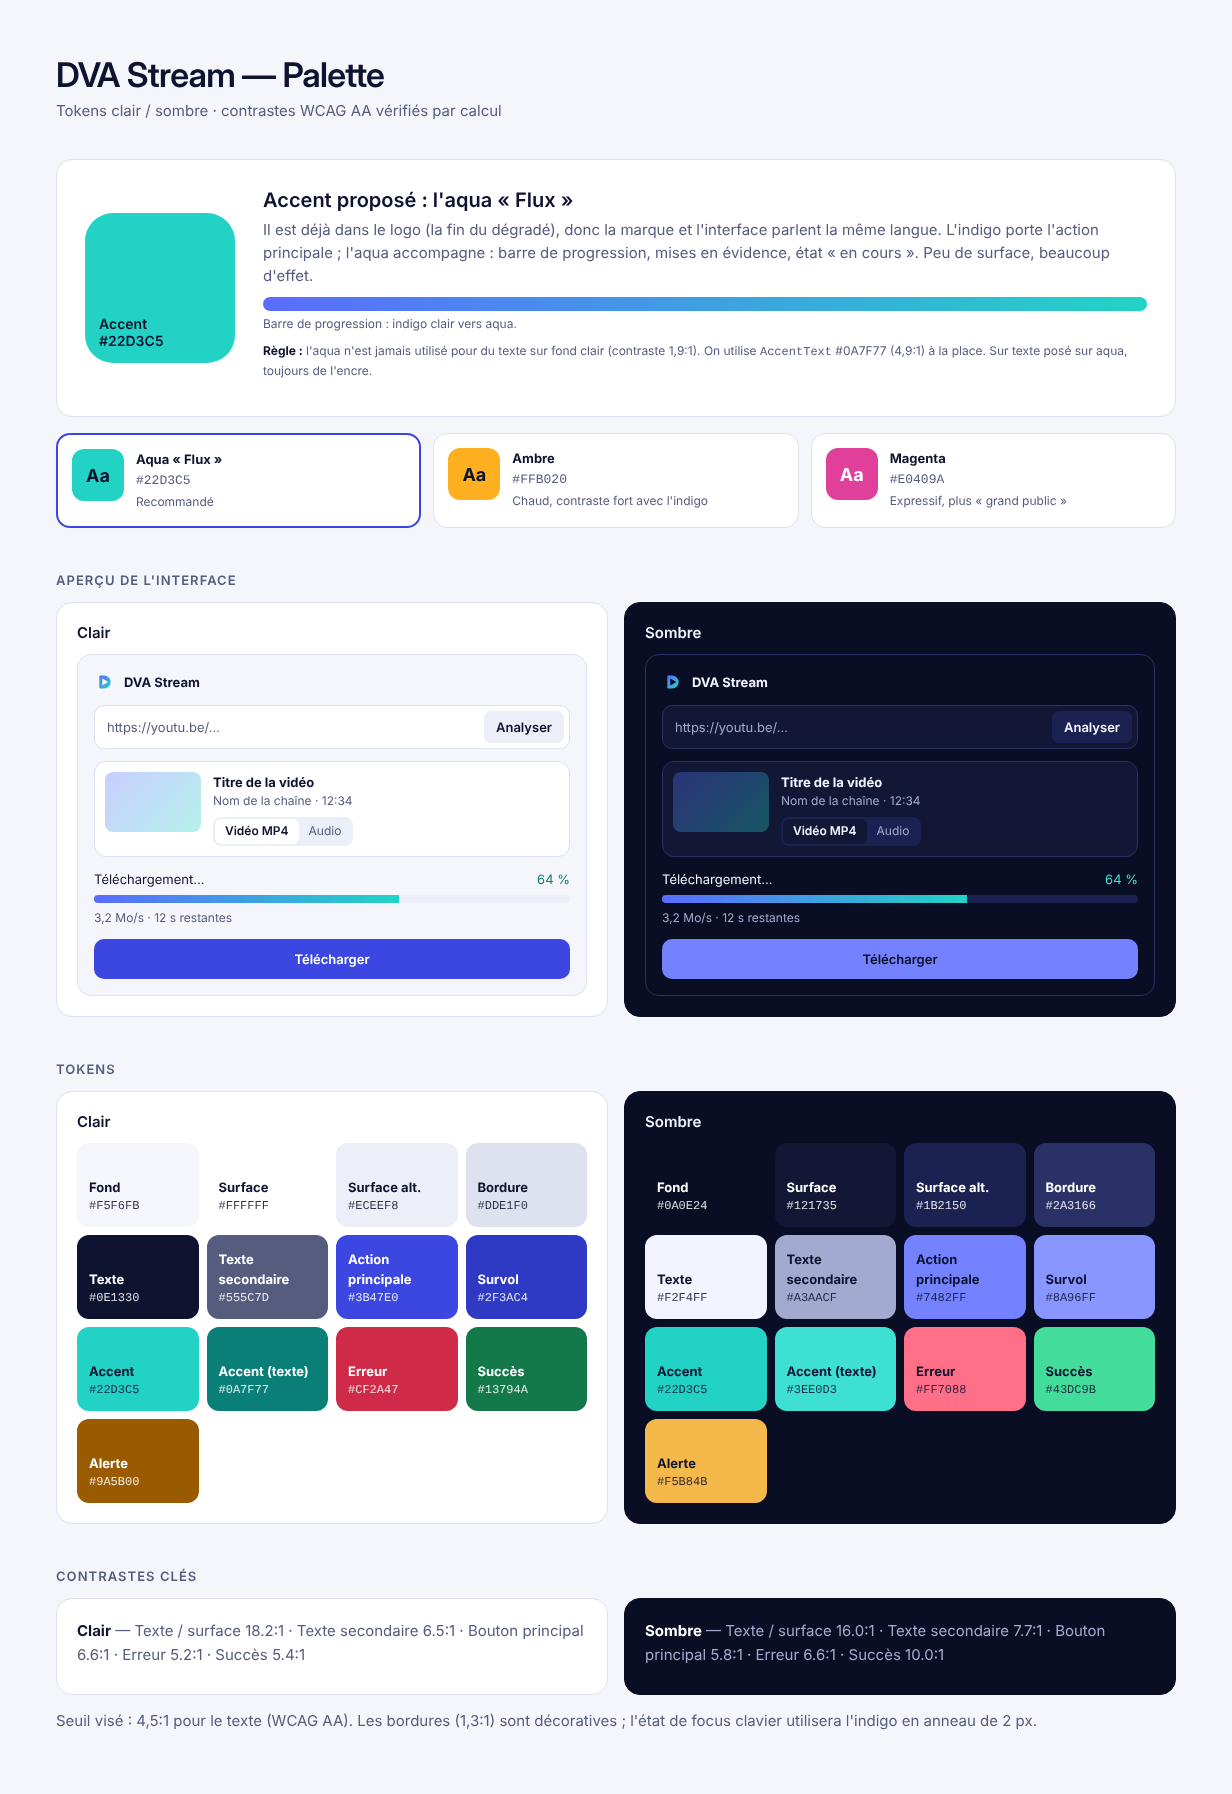 DVA Stream — Palette
Tokens clair / sombre · contrastes WCAG AA vérifiés par calcul
Accent
#22D3C5
Accent proposé : l'aqua « Flux »
Il est déjà dans le logo (la fin du dégradé), donc la marque et l'interface parlent la même langue. L'indigo porte l'action
principale ; l'aqua accompagne : barre de progression, mises en évidence, état « en cours ». Peu de surface, beaucoup
d'effet.
Barre de progression : indigo clair vers aqua.
Règle : l'aqua n'est jamais utilisé pour du texte sur fond clair (contraste 1,9:1). On utilise AccentText #0A7F77 (4,9:1) à la place. Sur texte posé sur aqua,
toujours de l'encre.
Aa
Aqua « Flux »
#22D3C5
Recommandé
Aa
Ambre
#FFB020
Chaud, contraste fort avec l'indigo
Aa
Magenta
#E0409A
Expressif, plus « grand public »
APERÇU DE L'INTERFACE
Clair
DVA Stream
https://youtu.be/...
Analyser
Titre de la vidéo
Nom de la chaîne · 12:34
Vidéo MP4
Audio
Téléchargement...
64 %
3,2 Mo/s · 12 s restantes
Télécharger
Sombre
DVA Stream
https://youtu.be/...
Analyser
Titre de la vidéo
Nom de la chaîne · 12:34
Vidéo MP4
Audio
Téléchargement...
64 %
3,2 Mo/s · 12 s restantes
Télécharger
TOKENS
Clair
Fond
#F5F6FB
Surface
#FFFFFF
Surface alt.
#ECEEF8
Bordure
#DDE1F0
Texte
#0E1330
Texte
secondaire
#555C7D
Action
principale
#3B47E0
Survol
#2F3AC4
Accent
#22D3C5
Accent (texte)
#0A7F77
Erreur
#CF2A47
Succès
#13794A
Alerte
#9A5B00
Sombre
Fond
#0A0E24
Surface
#121735
Surface alt.
#1B2150
Bordure
#2A3166
Texte
#F2F4FF
Texte
secondaire
#A3AACF
Action
principale
#7482FF
Survol
#8A96FF
Accent
#22D3C5
Accent (texte)
#3EE0D3
Erreur
#FF7088
Succès
#43DC9B
Alerte
#F5B84B
CONTRASTES CLÉS
Clair — Texte / surface 18.2:1 · Texte secondaire 6.5:1 · Bouton principal
6.6:1 · Erreur 5.2:1 · Succès 5.4:1
Sombre — Texte / surface 16.0:1 · Texte secondaire 7.7:1 · Bouton
principal 5.8:1 · Erreur 6.6:1 · Succès 10.0:1
Seuil visé : 4,5:1 pour le texte (WCAG AA). Les bordures (1,3:1) sont décoratives ; l'état de focus clavier utilisera l'indigo en anneau de 2 px.